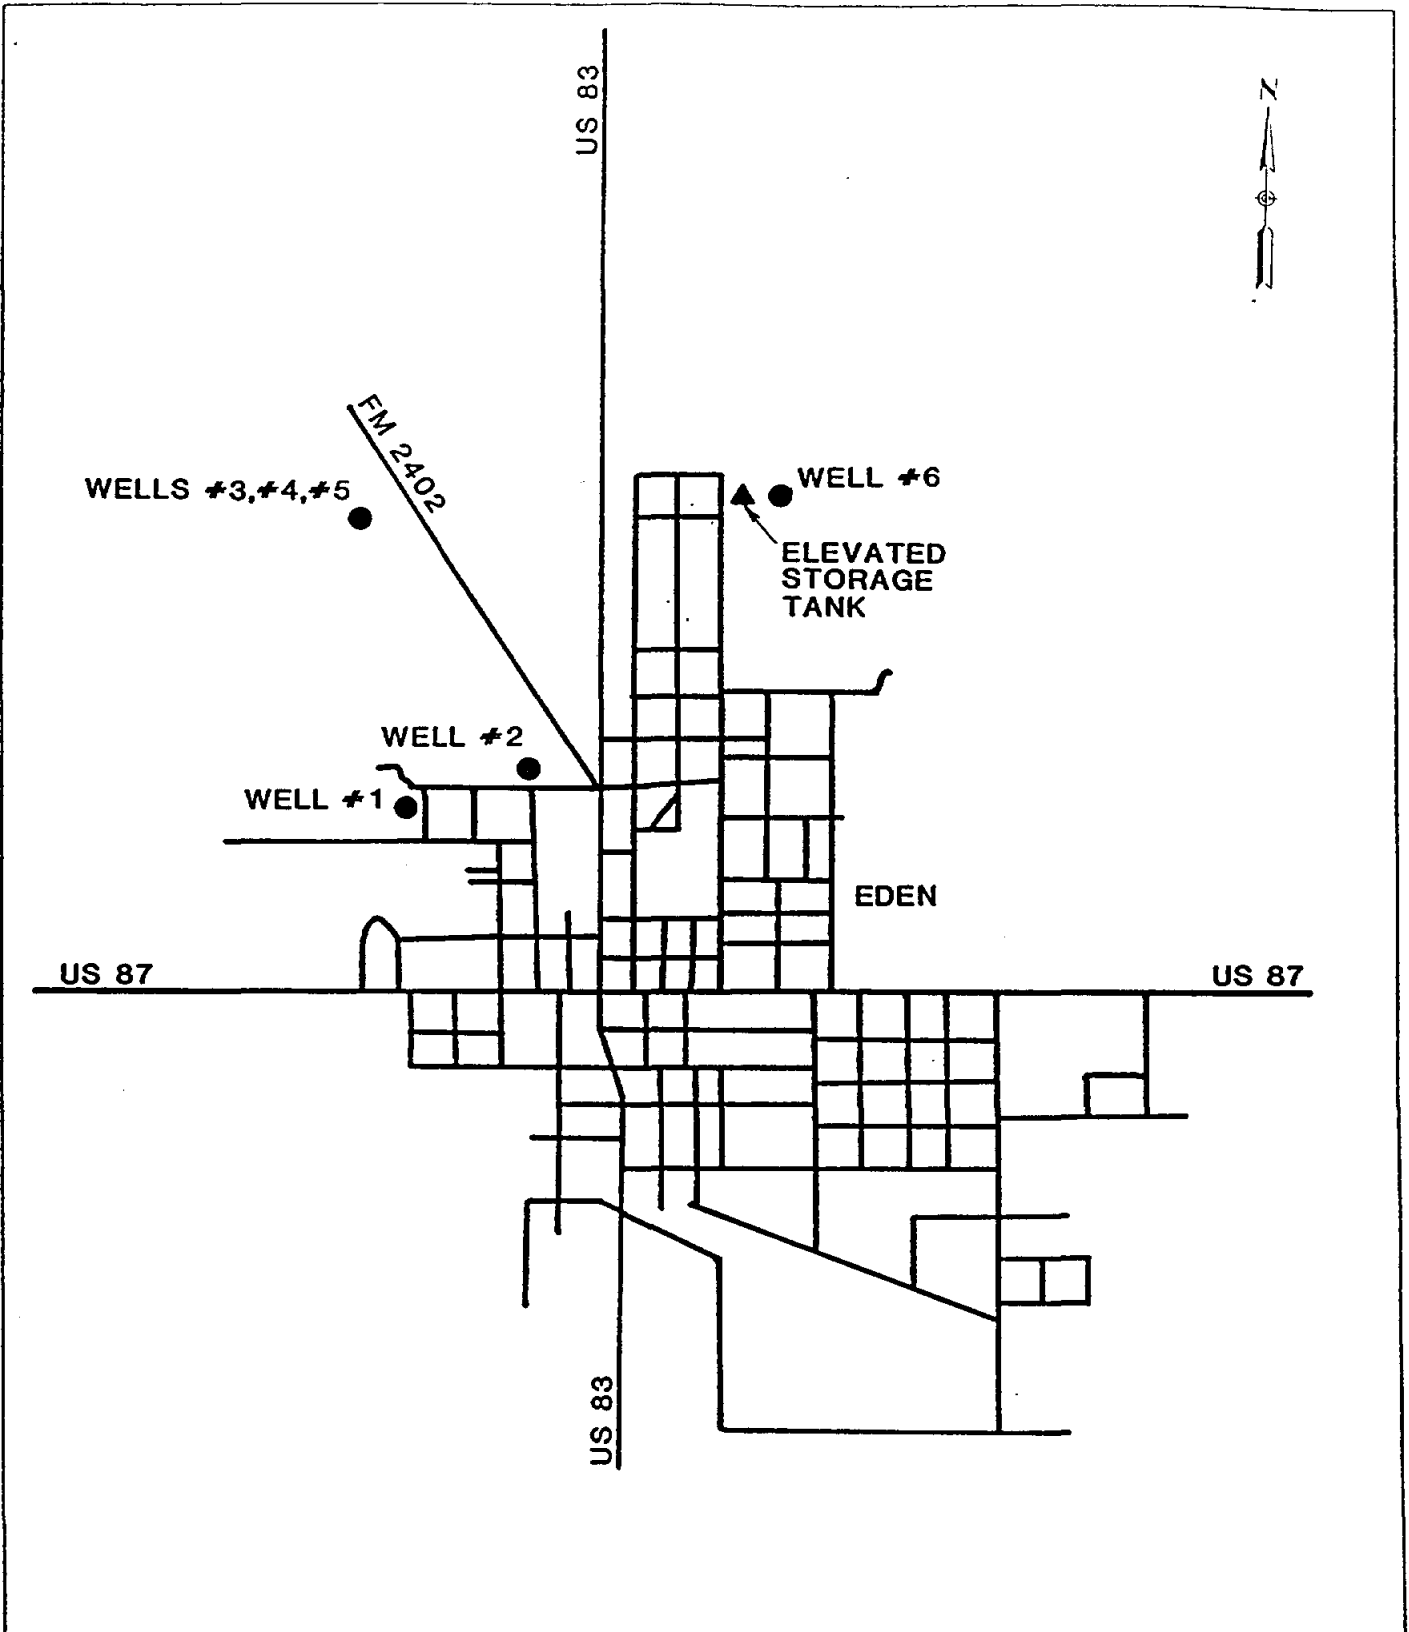 US 83
N
FM 2402
WELLS #3,#4,#5
WELL #6
ELEVATED
STORAGE
TANK
WELL #2
WELL #1
EDEN
US 87
US 87
US 83